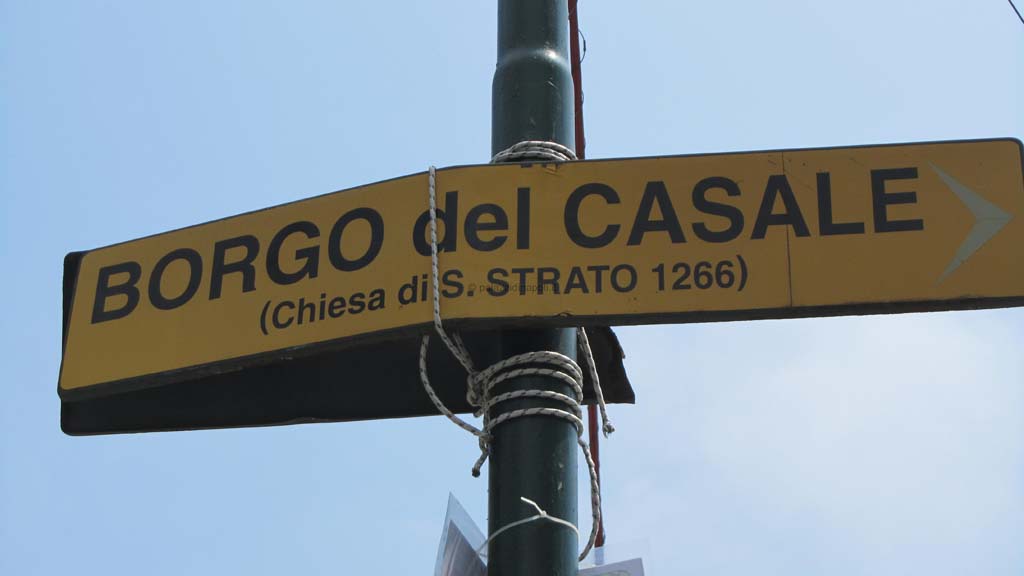 BORGO del CASALE
(Chiesa di S. STRATO 1266)